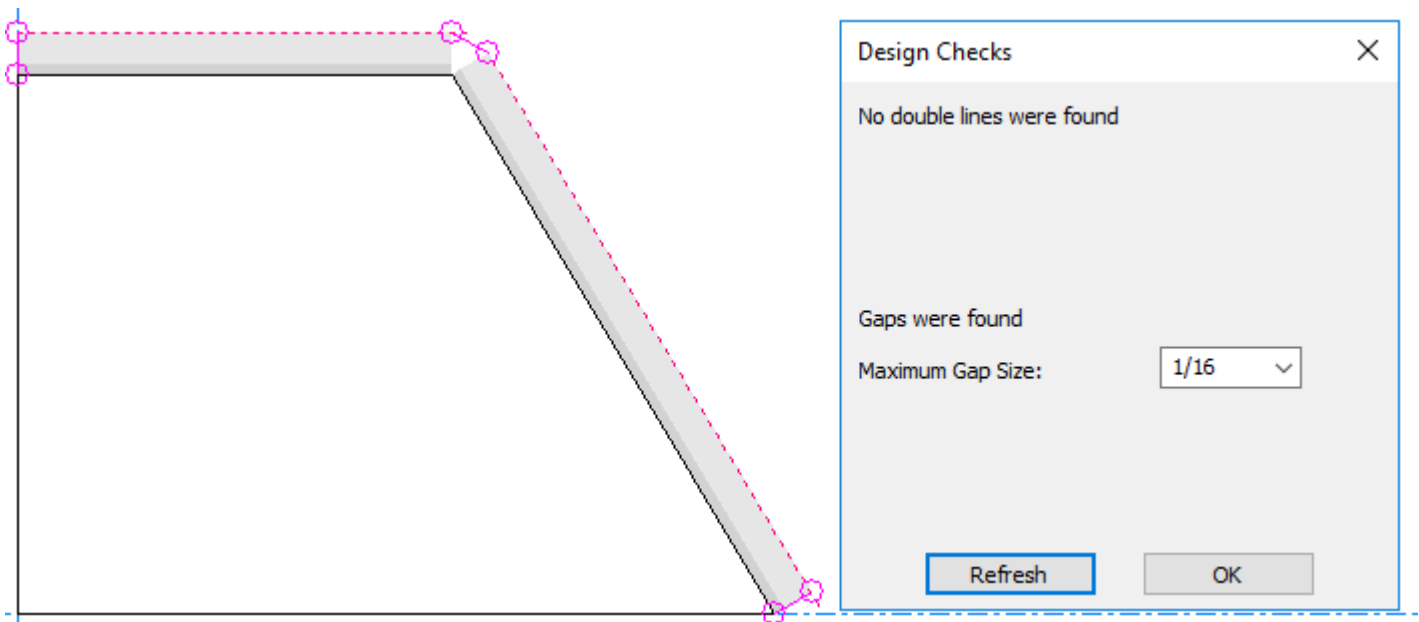 Design Checks
No double lines were found
Gaps were found
Maximum Gap Size: 1/16
Refresh OK